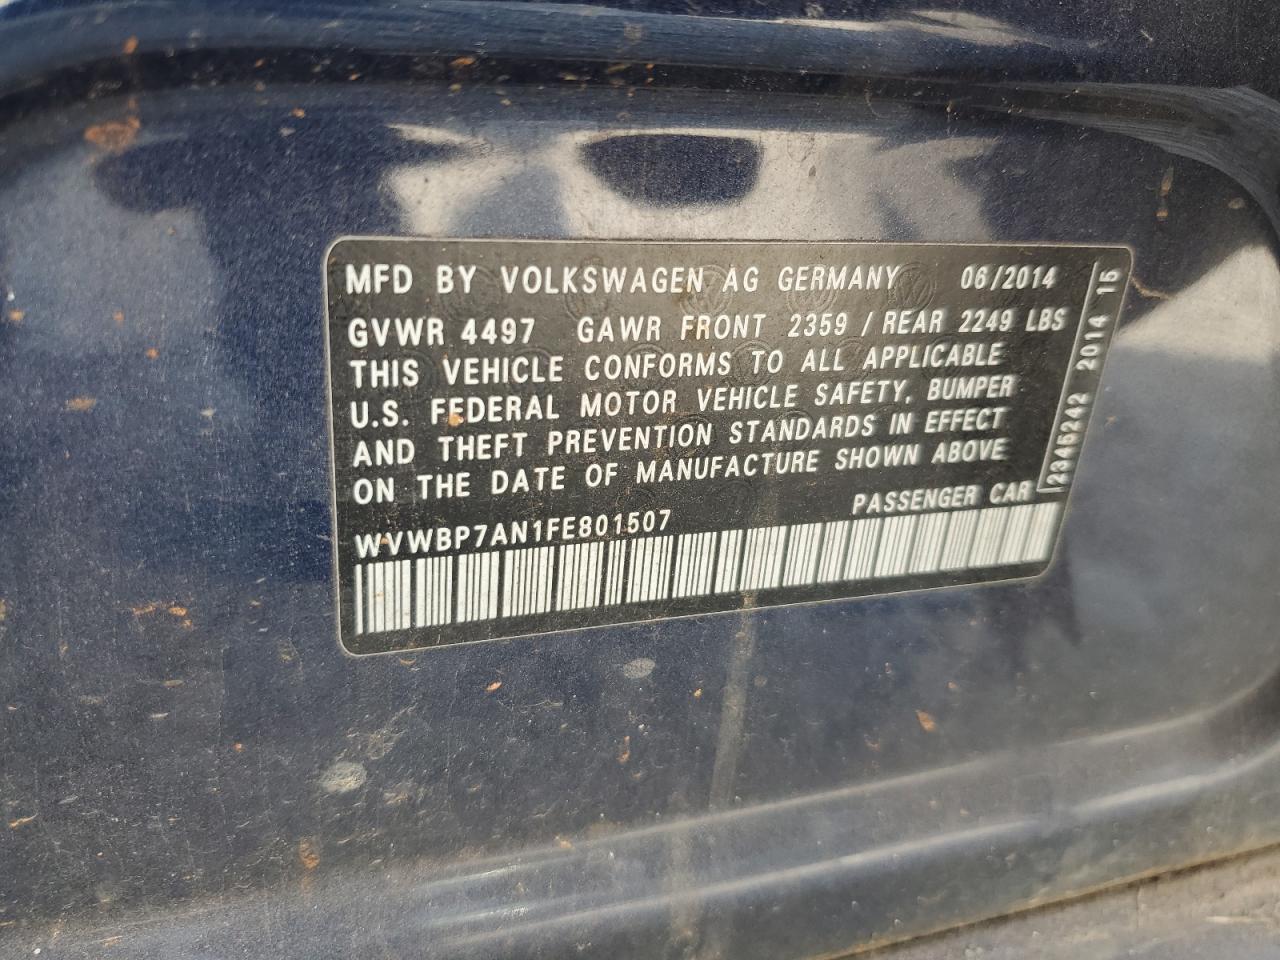 MFD BY VOLKSWAGEN AG GERMANY 06/2014
GVWR 4497 GAWR FRONT 2359 / REAR 2249 LBS
THIS VEHICLE CONFORMS TO ALL APPLICABLE
U.S. FEDERAL MOTOR VEHICLE SAFETY, BUMPER
AND THEFT PREVENTION STANDARDS IN EFFECT
ON THE DATE OF MANUFACTURE SHOWN ABOVE
PASSENGER CAR
WVWBP7AN1FE801507
2345242 2014 15